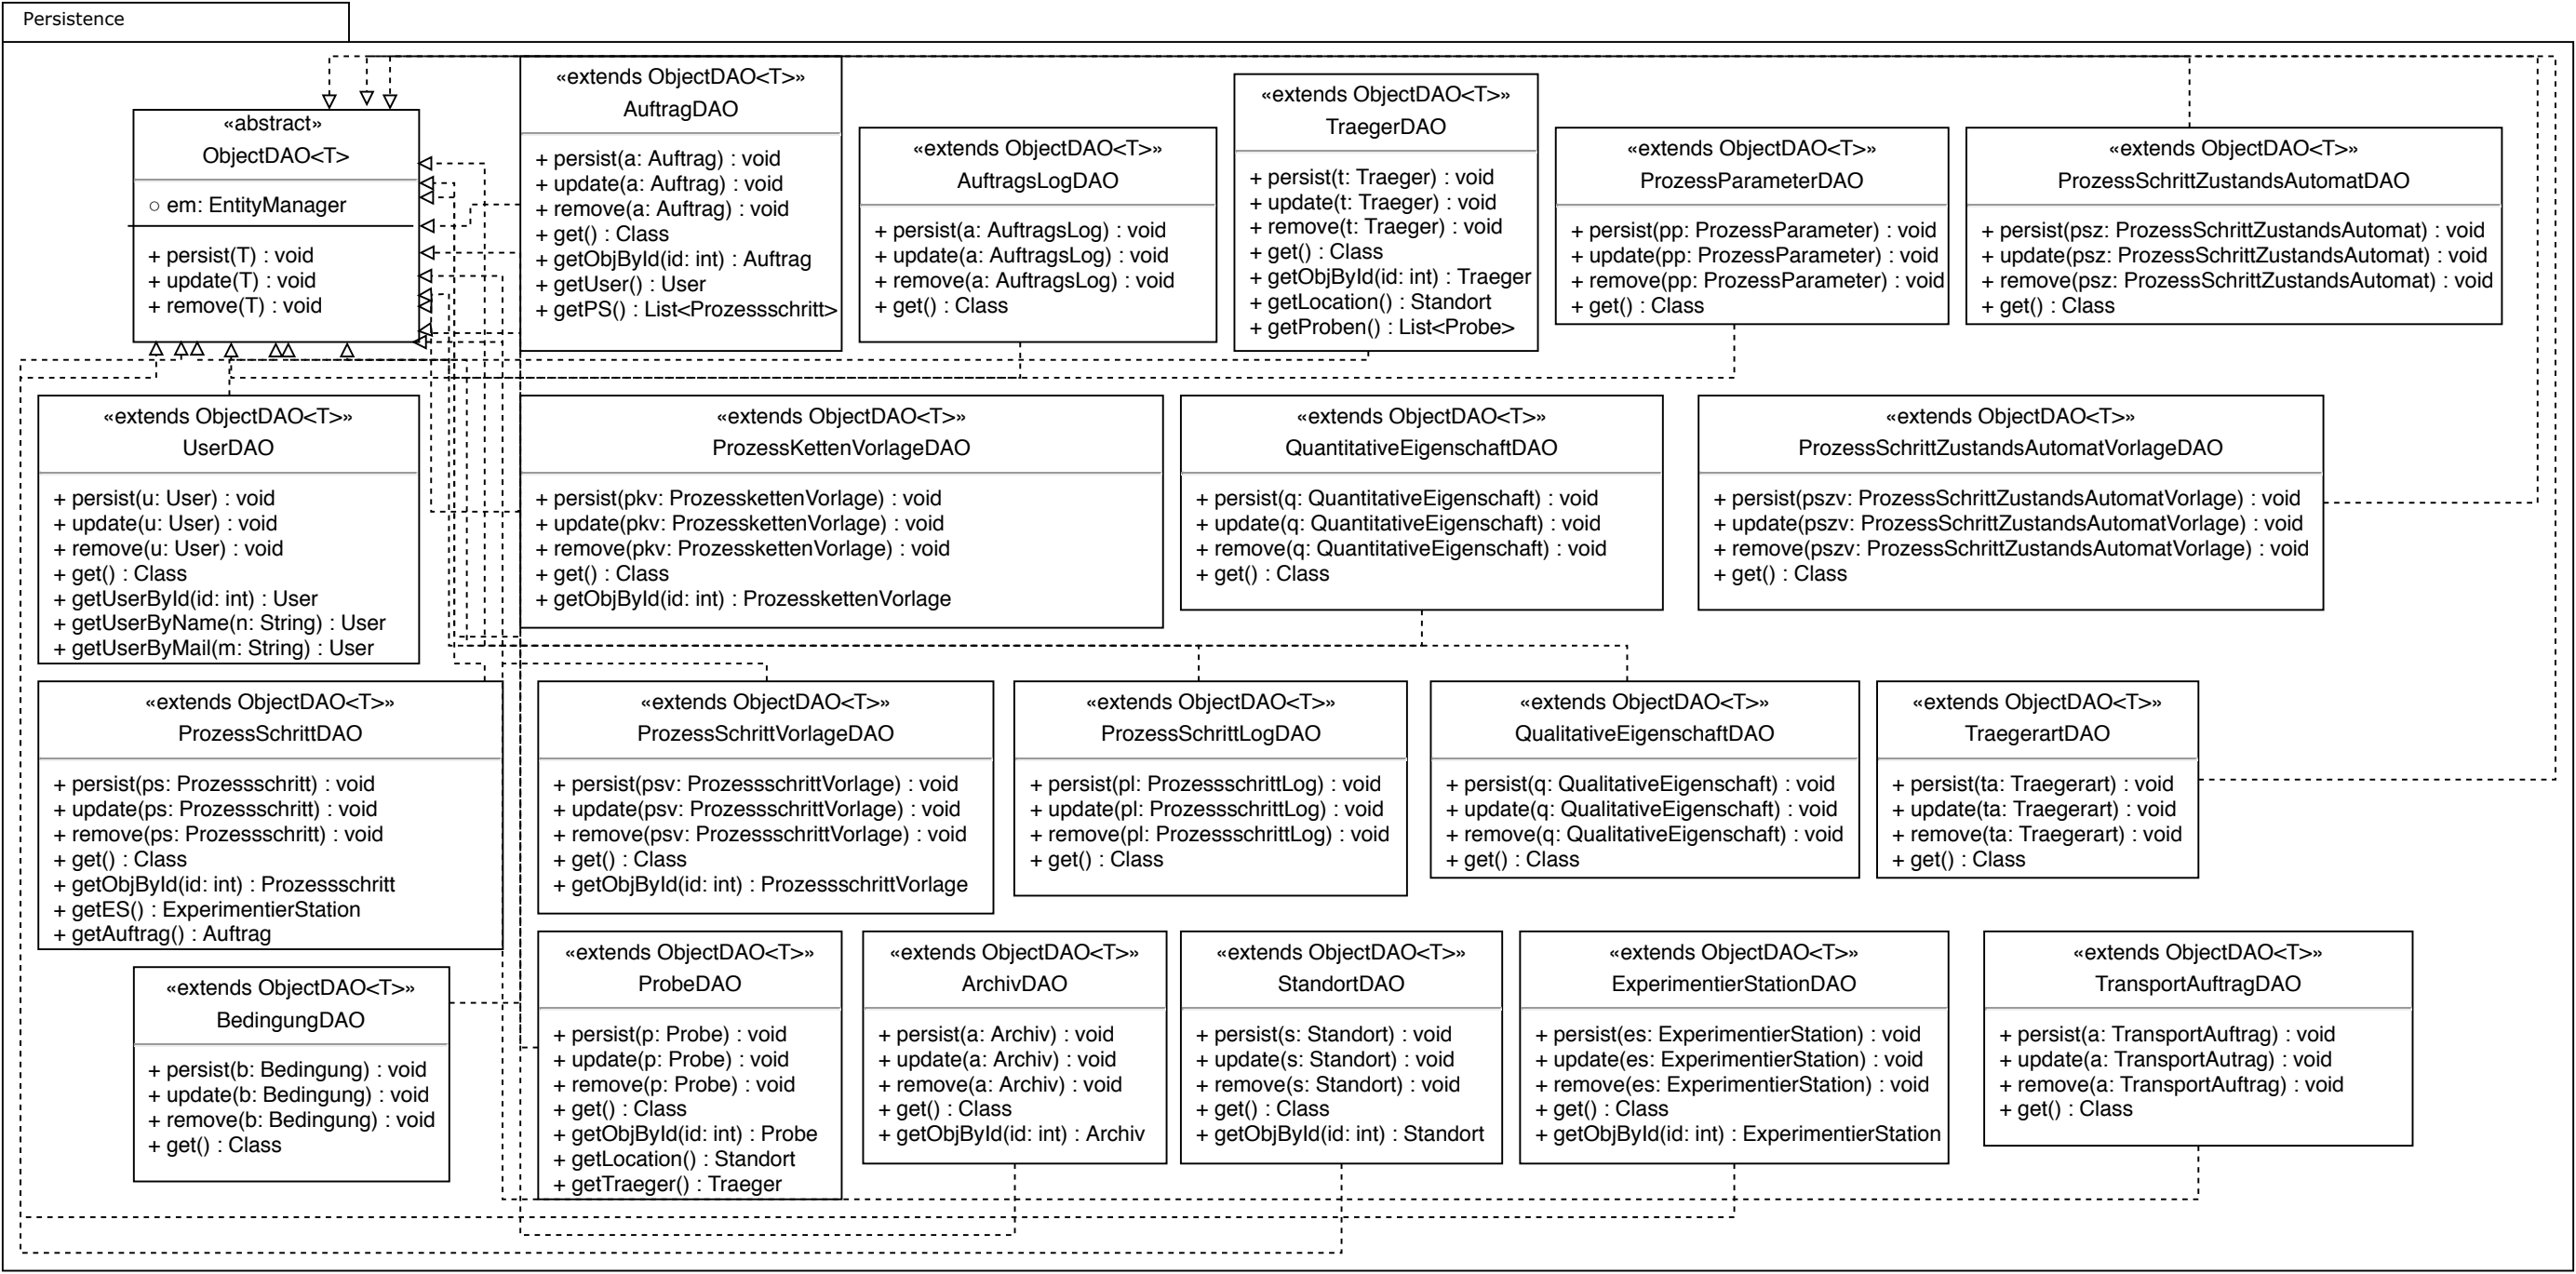 Persistence
«abstract»
ObjectDAO<T>
○ em: EntityManager
+ persist(T) : void
+ update(T) : void
+ remove(T) : void
«extends ObjectDAO<T>»
AuftragDAO
+ persist(a: Auftrag) : void
+ update(a: Auftrag) : void
+ remove(a: Auftrag) : void
+ get() : Class
+ getObjById(id: int) : Auftrag
+ getUser() : User
+ getPS() : List<Prozessschritt>
«extends ObjectDAO<T>»
AuftragsLogDAO
+ persist(a: AuftragsLog) : void
+ update(a: AuftragsLog) : void
+ remove(a: AuftragsLog) : void
+ get() : Class
«extends ObjectDAO<T>»
TraegerDAO
+ persist(t: Traeger) : void
+ update(t: Traeger) : void
+ remove(t: Traeger) : void
+ get() : Class
+ getObjById(id: int) : Traeger
+ getLocation() : Standort
+ getProben() : List<Probe>
«extends ObjectDAO<T>»
ProzessParameterDAO
+ persist(pp: ProzessParameter) : void
+ update(pp: ProzessParameter) : void
+ remove(pp: ProzessParameter) : void
+ get() : Class
«extends ObjectDAO<T>»
ProzessSchrittZustandsAutomatDAO
+ persist(psz: ProzessSchrittZustandsAutomat) : void
+ update(psz: ProzessSchrittZustandsAutomat) : void
+ remove(psz: ProzessSchrittZustandsAutomat) : void
+ get() : Class
«extends ObjectDAO<T>»
UserDAO
+ persist(u: User) : void
+ update(u: User) : void
+ remove(u: User) : void
+ get() : Class
+ getUserById(id: int) : User
+ getUserByName(n: String) : User
+ getUserByMail(m: String) : User
«extends ObjectDAO<T>»
ProzessKettenVorlageDAO
+ persist(pkv: ProzesskettenVorlage) : void
+ update(pkv: ProzesskettenVorlage) : void
+ remove(pkv: ProzesskettenVorlage) : void
+ get() : Class
+ getObjById(id: int) : ProzesskettenVorlage
«extends ObjectDAO<T>»
QuantitativeEigenschaftDAO
+ persist(q: QuantitativeEigenschaft) : void
+ update(q: QuantitativeEigenschaft) : void
+ remove(q: QuantitativeEigenschaft) : void
+ get() : Class
«extends ObjectDAO<T>»
ProzessSchrittZustandsAutomatVorlageDAO
+ persist(pszv: ProzessSchrittZustandsAutomatVorlage) : void
+ update(pszv: ProzessSchrittZustandsAutomatVorlage) : void
+ remove(pszv: ProzessSchrittZustandsAutomatVorlage) : void
+ get() : Class
«extends ObjectDAO<T>»
ProzessSchrittDAO
+ persist(ps: Prozessschritt) : void
+ update(ps: Prozessschritt) : void
+ remove(ps: Prozessschritt) : void
+ get() : Class
+ getObjById(id: int) : Prozessschritt
+ getES() : ExperimentierStation
+ getAuftrag() : Auftrag
«extends ObjectDAO<T>»
ProzessSchrittVorlageDAO
+ persist(psv: ProzessschrittVorlage) : void
+ update(psv: ProzessschrittVorlage) : void
+ remove(psv: ProzessschrittVorlage) : void
+ get() : Class
+ getObjById(id: int) : ProzessschrittVorlage
«extends ObjectDAO<T>»
ProzessSchrittLogDAO
+ persist(pl: ProzessschrittLog) : void
+ update(pl: ProzessschrittLog) : void
+ remove(pl: ProzessschrittLog) : void
+ get() : Class
«extends ObjectDAO<T>»
QualitativeEigenschaftDAO
+ persist(q: QualitativeEigenschaft) : void
+ update(q: QualitativeEigenschaft) : void
+ remove(q: QualitativeEigenschaft) : void
+ get() : Class
«extends ObjectDAO<T>»
TraegerartDAO
+ persist(ta: Traegerart) : void
+ update(ta: Traegerart) : void
+ remove(ta: Traegerart) : void
+ get() : Class
«extends ObjectDAO<T>»
BedingungDAO
+ persist(b: Bedingung) : void
+ update(b: Bedingung) : void
+ remove(b: Bedingung) : void
+ get() : Class
«extends ObjectDAO<T>»
ProbeDAO
+ persist(p: Probe) : void
+ update(p: Probe) : void
+ remove(p: Probe) : void
+ get() : Class
+ getObjById(id: int) : Probe
+ getLocation() : Standort
+ getTraeger() : Traeger
«extends ObjectDAO<T>»
ArchivDAO
+ persist(a: Archiv) : void
+ update(a: Archiv) : void
+ remove(a: Archiv) : void
+ get() : Class
+ getObjById(id: int) : Archiv
«extends ObjectDAO<T>»
StandortDAO
+ persist(s: Standort) : void
+ update(s: Standort) : void
+ remove(s: Standort) : void
+ get() : Class
+ getObjById(id: int) : Standort
«extends ObjectDAO<T>»
ExperimentierStationDAO
+ persist(es: ExperimentierStation) : void
+ update(es: ExperimentierStation) : void
+ remove(es: ExperimentierStation) : void
+ get() : Class
+ getObjById(id: int) : ExperimentierStation
«extends ObjectDAO<T>»
TransportAuftragDAO
+ persist(a: TransportAuftrag) : void
+ update(a: TransportAutrag) : void
+ remove(a: TransportAuftrag) : void
+ get() : Class